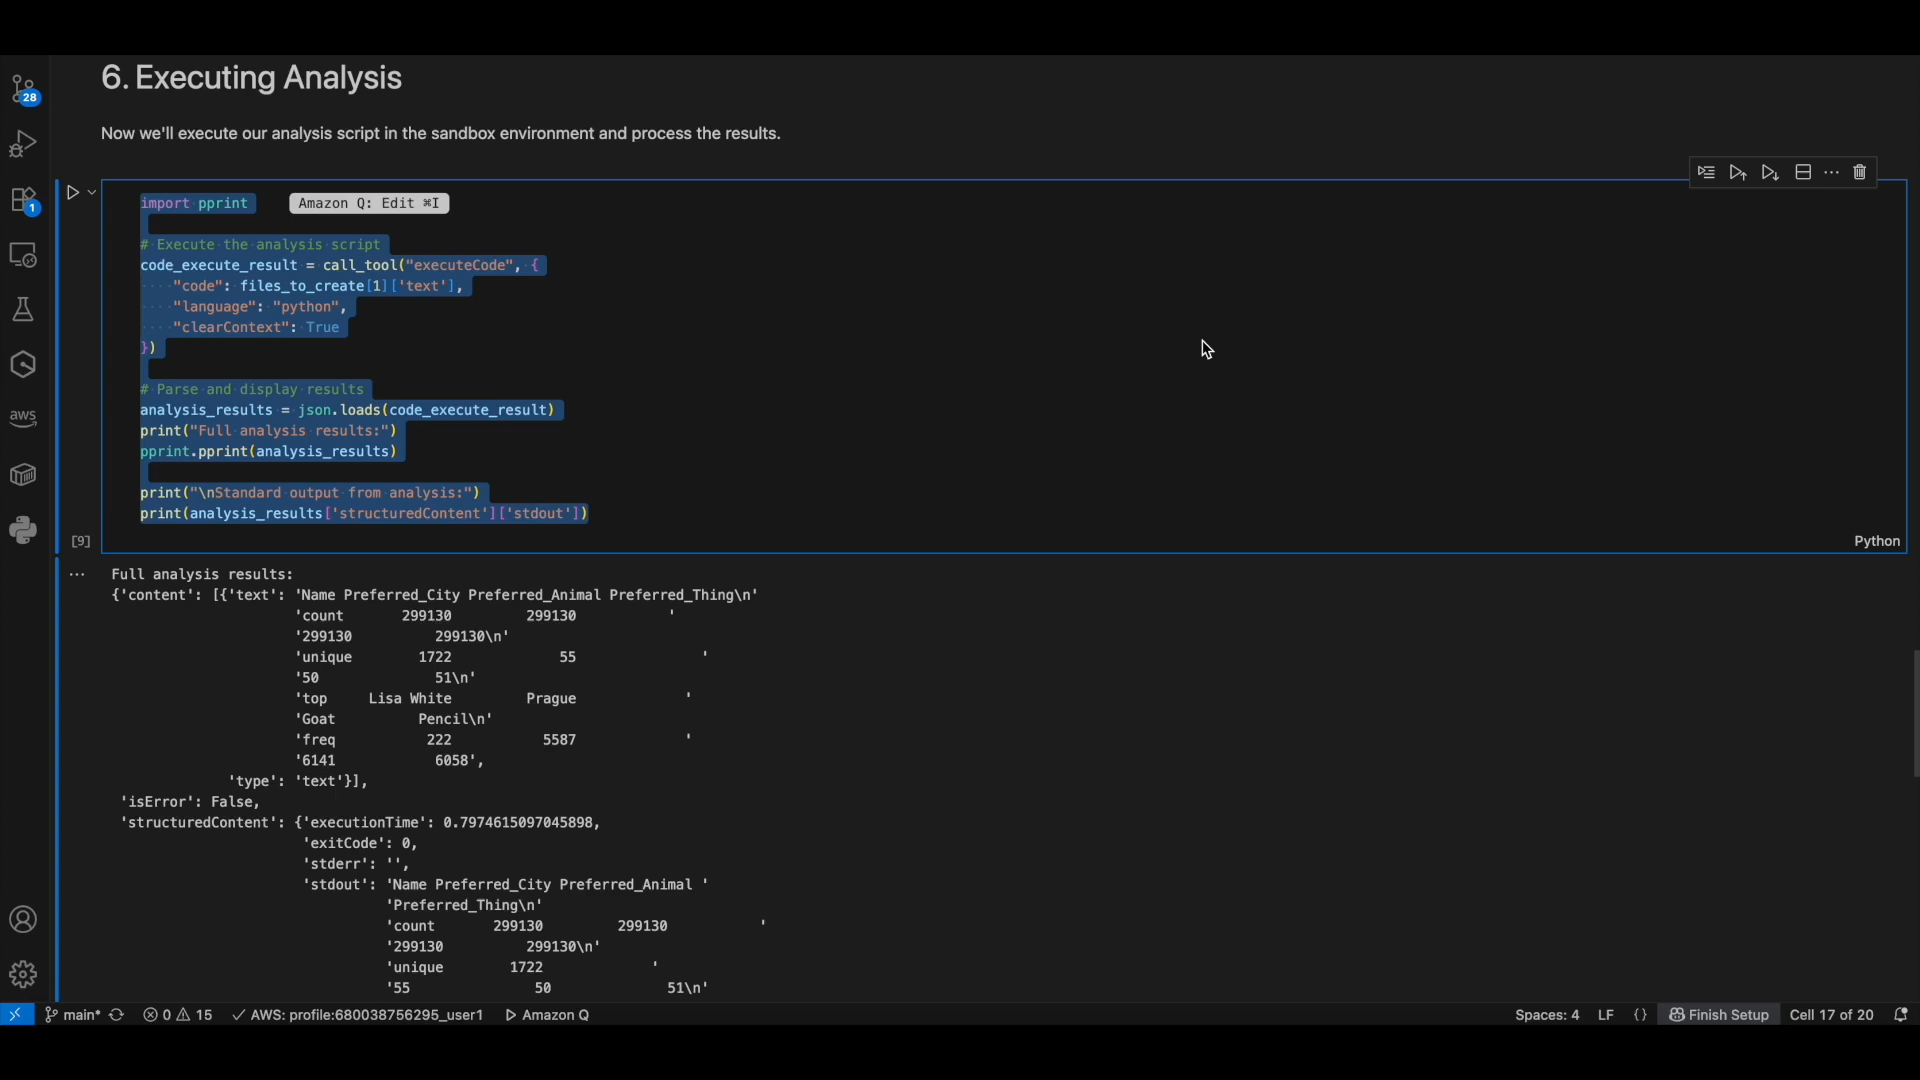 6. Executing Analysis
Now we'll execute our analysis script in the sandbox environment and process the results.
28
1
aws
import pprint
Amazon Q: Edit ⌘I
# Execute the analysis script
code_execute_result = call_tool("executeCode", {
    "code": files_to_create[1]['text'],
    "language": "python",
    "clearContext": True
})
# Parse and display results
analysis_results = json.loads(code_execute_result)
print("Full analysis results:")
pprint.pprint(analysis_results)
print("\nStandard output from analysis:")
print(analysis_results['structuredContent']['stdout'])
[9]
Python
Full analysis results:
{'content': [{'text': 'Name Preferred_City Preferred_Animal Preferred_Thing\n'
                      'count       299130         299130           '
                      '299130          299130\n'
                      'unique        1722             55               '
                      '50              51\n'
                      'top     Lisa White         Prague             '
                      'Goat          Pencil\n'
                      'freq           222           5587             '
                      '6141            6058',
              'type': 'text'}],
 'isError': False,
 'structuredContent': {'executionTime': 0.7974615097045898,
                       'exitCode': 0,
                       'stderr': '',
                       'stdout': 'Name Preferred_City Preferred_Animal '
                                 'Preferred_Thing\n'
                                 'count       299130         299130           '
                                 '299130          299130\n'
                                 'unique        1722             '
                                 '55               50              51\n'
main*
0
15
AWS: profile:680038756295_user1
Amazon Q
Spaces: 4
LF
{}
Finish Setup
Cell 17 of 20